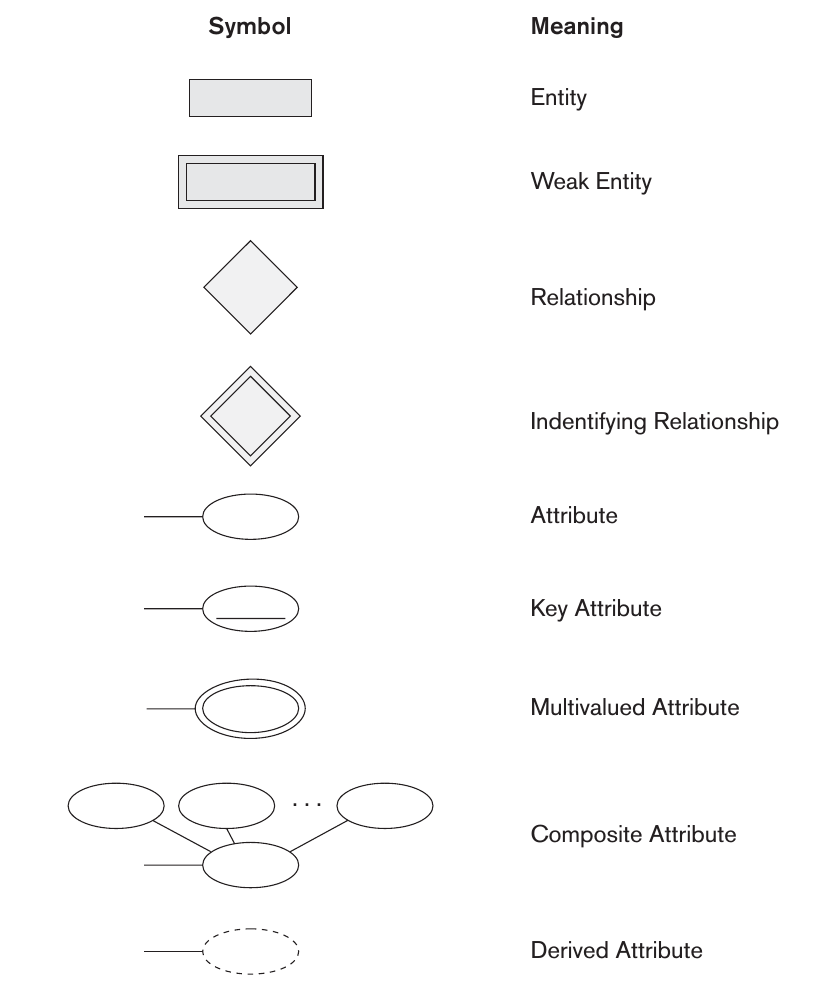 Symbol Meaning
Entity
Weak Entity
Relationship
Indentifying Relationship
Attribute
Key Attribute
Multivalued Attribute
. . .
Composite Attribute
Derived Attribute